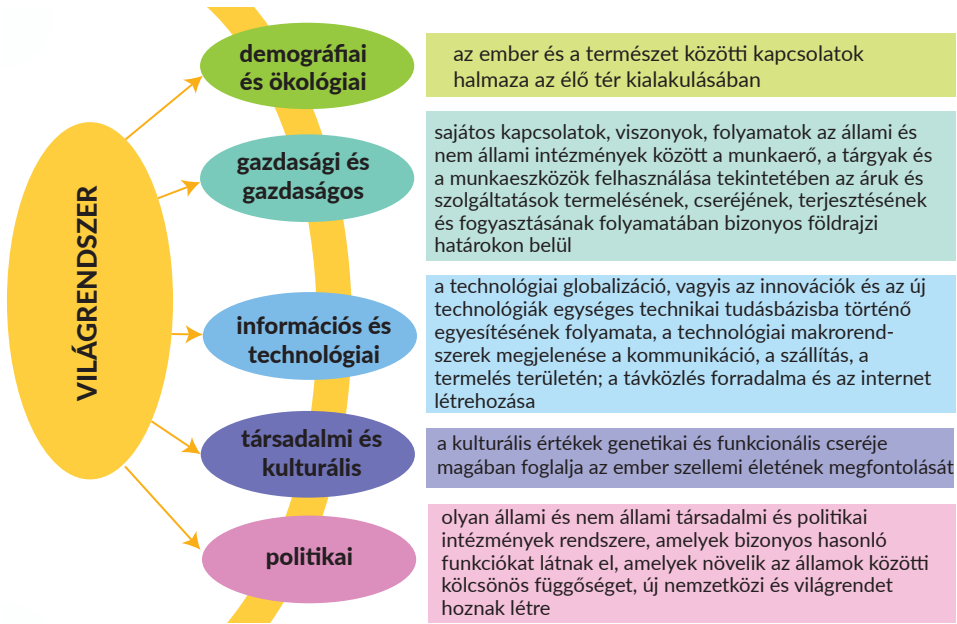 VILÁGRENDSZER
demográfiai
és ökológiai
az ember és a természet közötti kapcsolatok
halmaza az élő tér kialakulásában
gazdasági és
gazdaságos
sajátos kapcsolatok, viszonyok, folyamatok az állami és
nem állami intézmények között a munkaerő, a tárgyak és
a munkaeszközök felhasználása tekintetében az áruk és
szolgáltatások termelésének, cseréjének, terjesztésének
és fogyasztásának folyamatában bizonyos földrajzi
határokon belül
információs és
technológiai
a technológiai globalizáció, vagyis az innovációk és az új
technológiák egységes technikai tudásbázisba történő
egyesítésének folyamata, a technológiai makrorend-
szerek megjelenése a kommunikáció, a szállítás, a
termelés területén; a távközlés forradalma és az internet
létrehozása
társadalmi és
kulturális
a kulturális értékek genetikai és funkcionális cseréje
magában foglalja az ember szellemi életének megfontolását
politikai
olyan állami és nem állami társadalmi és politikai
intézmények rendszere, amelyek bizonyos hasonló
funkciókat látnak el, amelyek növelik az államok közötti
kölcsönös függőséget, új nemzetközi és világrendet
hoznak létre